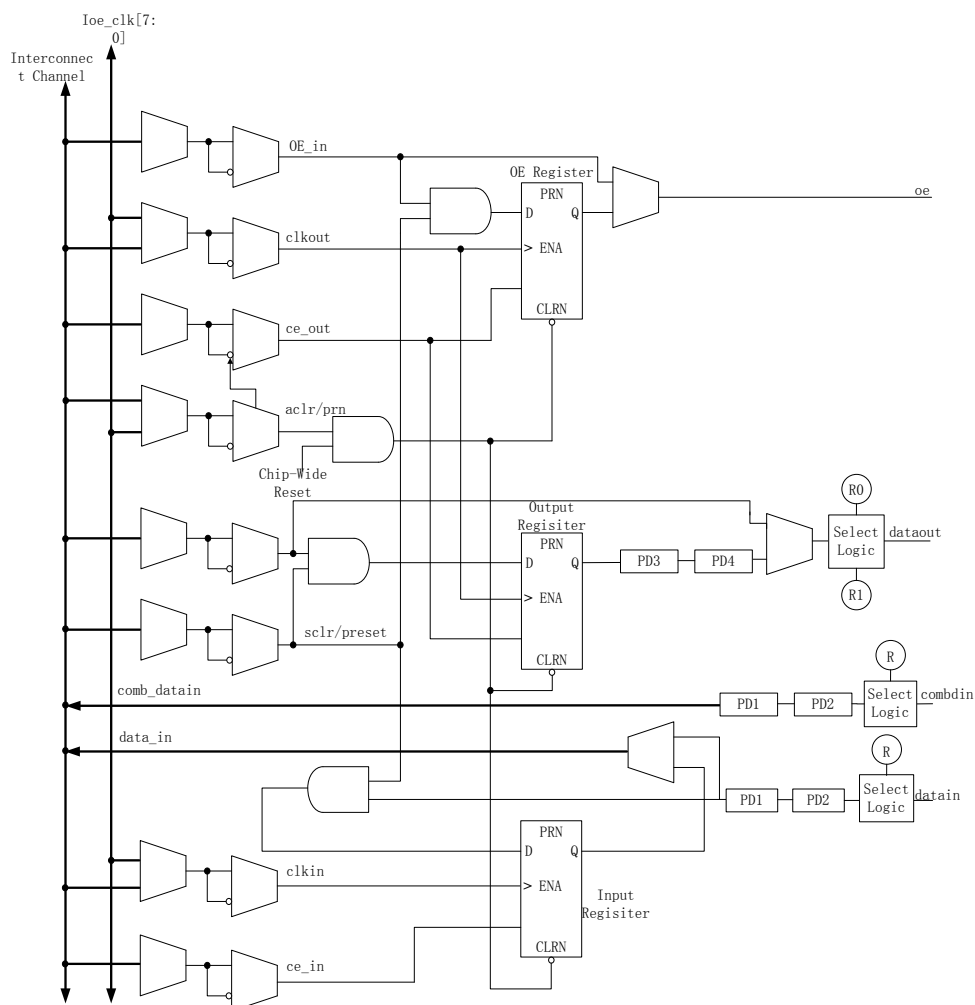 Ioe_clk[7:
0]
Interconnec
t Channel
OE_in
OE Register
PRN
D
Q
oe
clkout
> ENA
ce_out
CLRN
aclr/prn
Chip-Wide
Reset
R0
Output
Regisiter
PRN
Select
Logic
dataout
D
Q
PD3
PD4
> ENA
R1
sclr/preset
CLRN
R
comb_datain
PD1
PD2
Select
Logic
combdin
data_in
R
PD1
PD2
Select
Logic
datain
PRN
D
Q
clkin
> ENA
Input
Regisiter
CLRN
ce_in